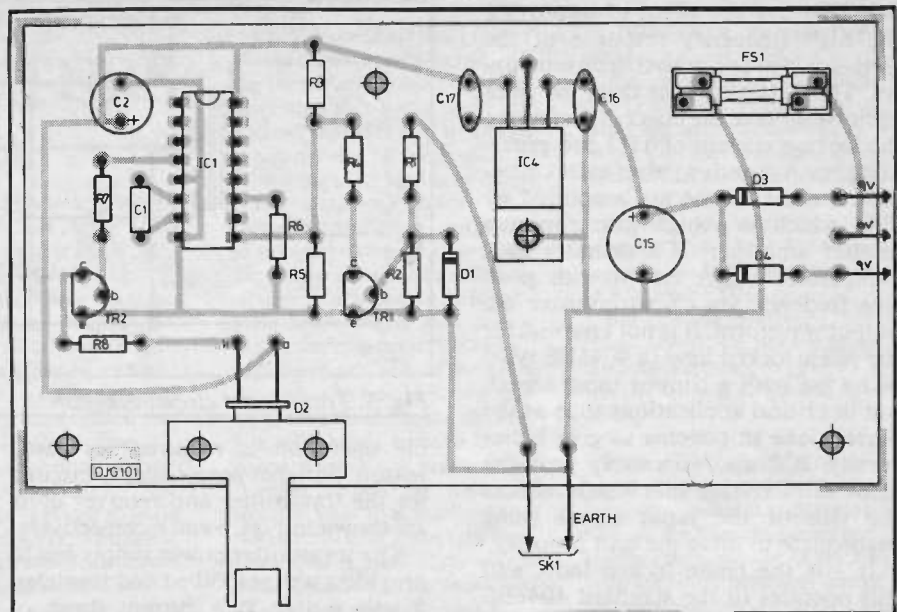 FS1
C2
+
R3
C17
C16
IC1
R4
R1
IC4
R7
C1
D3
9V
+
0V
R6
C15
D4
9V
R5
c
b
e
TR1
R2
D1
c
b
e
TR2
R8
k
a
D2
DJG101
EARTH
SK1